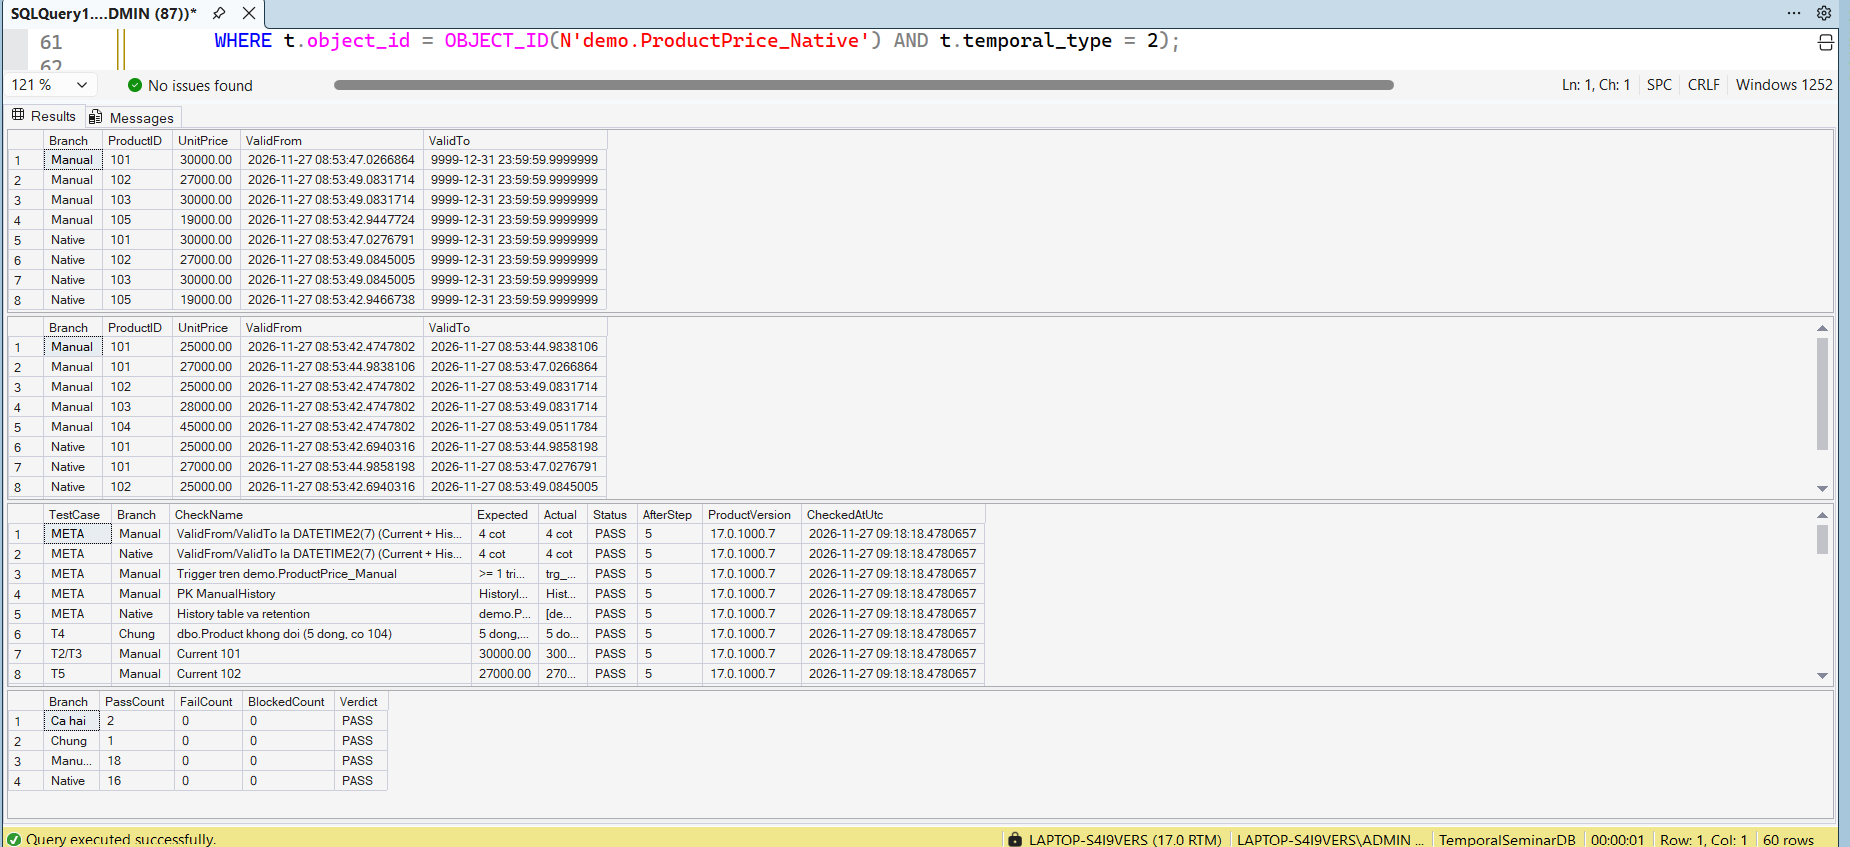 SQLQuery1....DMIN (87))*
61 WHERE t.object_id = OBJECT_ID(N'demo.ProductPrice_Native') AND t.temporal_type = 2);
62
121 % No issues found Ln: 1, Ch: 1 SPC CRLF Windows 1252
Results Messages
Branch ProductID UnitPrice ValidFrom ValidTo
1 Manual 101 30000.00 2026-11-27 08:53:47.0266864 9999-12-31 23:59:59.9999999
2 Manual 102 27000.00 2026-11-27 08:53:49.0831714 9999-12-31 23:59:59.9999999
3 Manual 103 30000.00 2026-11-27 08:53:49.0831714 9999-12-31 23:59:59.9999999
4 Manual 105 19000.00 2026-11-27 08:53:42.9447724 9999-12-31 23:59:59.9999999
5 Native 101 30000.00 2026-11-27 08:53:47.0276791 9999-12-31 23:59:59.9999999
6 Native 102 27000.00 2026-11-27 08:53:49.0845005 9999-12-31 23:59:59.9999999
7 Native 103 30000.00 2026-11-27 08:53:49.0845005 9999-12-31 23:59:59.9999999
8 Native 105 19000.00 2026-11-27 08:53:42.9466738 9999-12-31 23:59:59.9999999
Branch ProductID UnitPrice ValidFrom ValidTo
1 Manual 101 25000.00 2026-11-27 08:53:42.4747802 2026-11-27 08:53:44.9838106
2 Manual 101 27000.00 2026-11-27 08:53:44.9838106 2026-11-27 08:53:47.0266864
3 Manual 102 25000.00 2026-11-27 08:53:42.4747802 2026-11-27 08:53:49.0831714
4 Manual 103 28000.00 2026-11-27 08:53:42.4747802 2026-11-27 08:53:49.0831714
5 Manual 104 45000.00 2026-11-27 08:53:42.4747802 2026-11-27 08:53:49.0511784
6 Native 101 25000.00 2026-11-27 08:53:42.6940316 2026-11-27 08:53:44.9858198
7 Native 101 27000.00 2026-11-27 08:53:44.9858198 2026-11-27 08:53:47.0276791
8 Native 102 25000.00 2026-11-27 08:53:42.6940316 2026-11-27 08:53:49.0845005
TestCase Branch CheckName Expected Actual Status AfterStep ProductVersion CheckedAtUtc
1 META Manual ValidFrom/ValidTo la DATETIME2(7) (Current + His... 4 cot 4 cot PASS 5 17.0.1000.7 2026-11-27 09:18:18.4780657
2 META Native ValidFrom/ValidTo la DATETIME2(7) (Current + His... 4 cot 4 cot PASS 5 17.0.1000.7 2026-11-27 09:18:18.4780657
3 META Manual Trigger tren demo.ProductPrice_Manual >= 1 tri... trg_... PASS 5 17.0.1000.7 2026-11-27 09:18:18.4780657
4 META Manual PK ManualHistory HistoryI... Hist... PASS 5 17.0.1000.7 2026-11-27 09:18:18.4780657
5 META Native History table va retention demo.P... [de... PASS 5 17.0.1000.7 2026-11-27 09:18:18.4780657
6 T4 Chung dbo.Product khong doi (5 dong, co 104) 5 dong,... 5 do... PASS 5 17.0.1000.7 2026-11-27 09:18:18.4780657
7 T2/T3 Manual Current 101 30000.00 300... PASS 5 17.0.1000.7 2026-11-27 09:18:18.4780657
8 T5 Manual Current 102 27000.00 270... PASS 5 17.0.1000.7 2026-11-27 09:18:18.4780657
Branch PassCount FailCount BlockedCount Verdict
1 Ca hai 2 0 0 PASS
2 Chung 1 0 0 PASS
3 Manu... 18 0 0 PASS
4 Native 16 0 0 PASS
Query executed successfully. LAPTOP-S4I9VERS (17.0 RTM) LAPTOP-S4I9VERS\ADMIN ... TemporalSeminarDB 00:00:01 Row: 1, Col: 1 60 rows